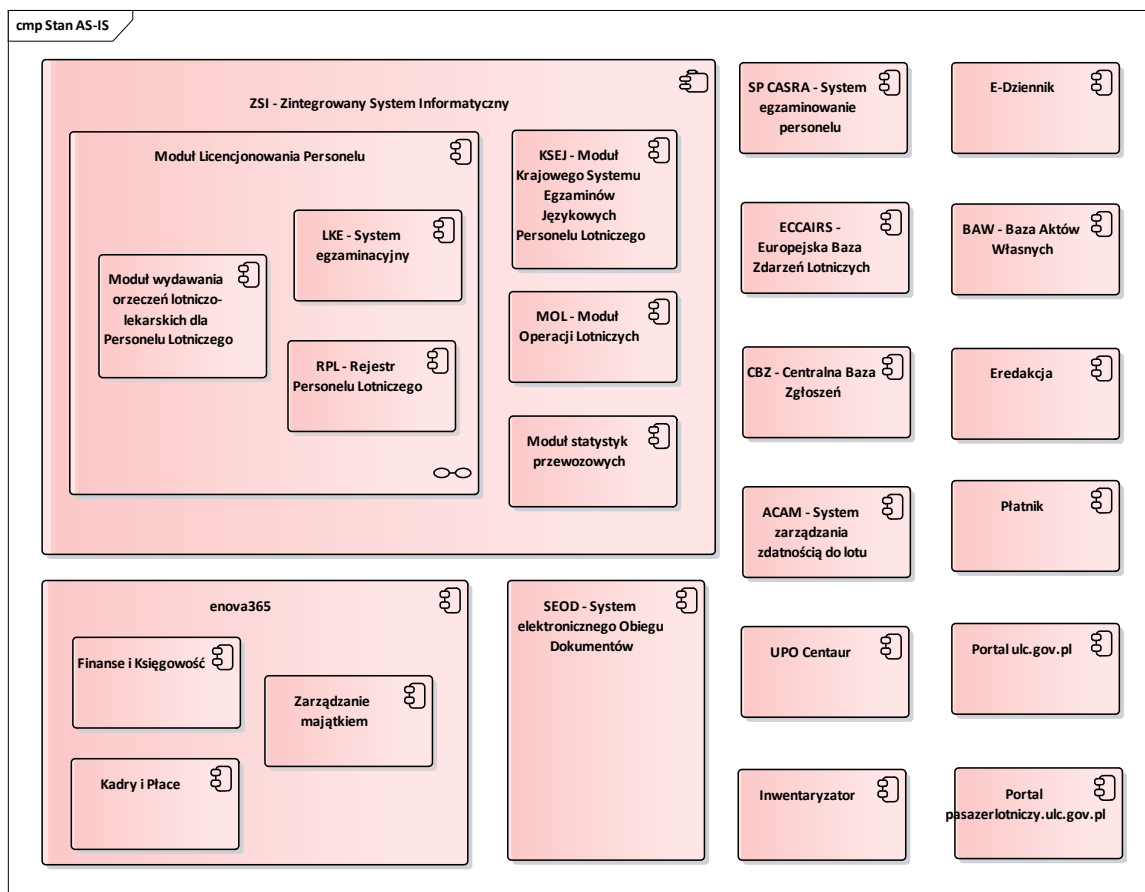 cmp Stan AS-IS
ZSI - Zintegrowany System Informatyczny
Moduł Licencjonowania Personelu
Moduł wydawania
orzeczeń lotniczo-
lekarskich dla
Personelu Lotniczego
LKE - System
egzaminacyjny
RPL - Rejestr
Personelu Lotniczego
KSEJ - Moduł
Krajowego Systemu
Egzaminów
Językowych
Personelu Lotniczego
MOL - Moduł
Operacji Lotniczych
Moduł statystyk
przewozowych
enova365
Finanse i Księgowość
Zarządzanie
majątkiem
Kadry i Płace
SEOD - System
elektronicznego Obiegu
Dokumentów
SP CASRA - System
egzaminowanie
personelu
ECCAIRS -
Europejska Baza
Zdarzeń Lotniczych
CBZ - Centralna Baza
Zgłoszeń
ACAM - System
zarządzania
zdatnością do lotu
UPO Centaur
Inwentaryzator
E-Dziennik
BAW - Baza Aktów
Własnych
Eredakcja
Płatnik
Portal ulc.gov.pl
Portal
pasazerlotniczy.ulc.gov.pl